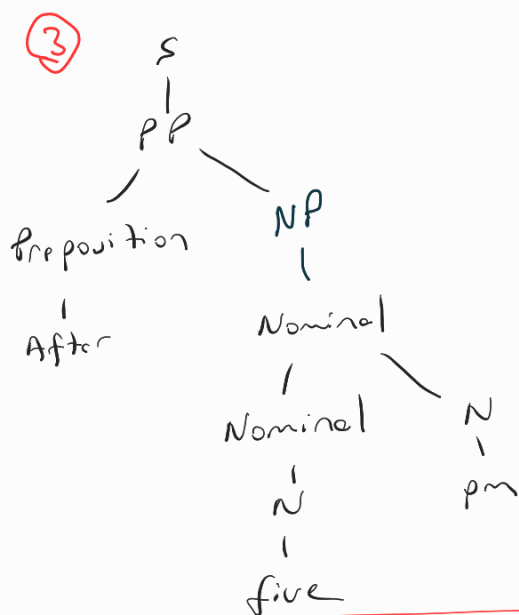 3
S
PP
Preposition NP
After Nominal
Nominal N
N pm
five